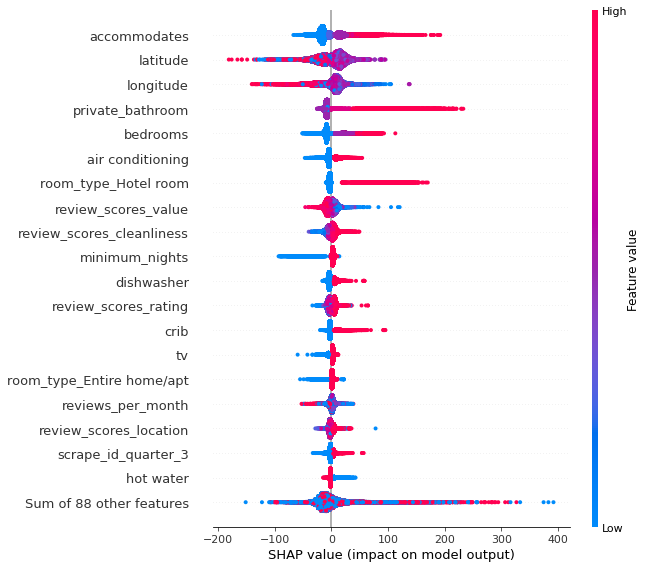 High
accommodates
latitude
longitude
private_bathroom
bedrooms
air conditioning
room_type_Hotel room
review_scores_value
review_scores_cleanliness
minimum_nights
dishwasher
review_scores_rating
crib
tv
room_type_Entire home/apt
reviews_per_month
review_scores_location
scrape_id_quarter_3
hot water
Sum of 88 other features
Feature value
Low
−200 −100 0 100 200 300 400
SHAP value (impact on model output)